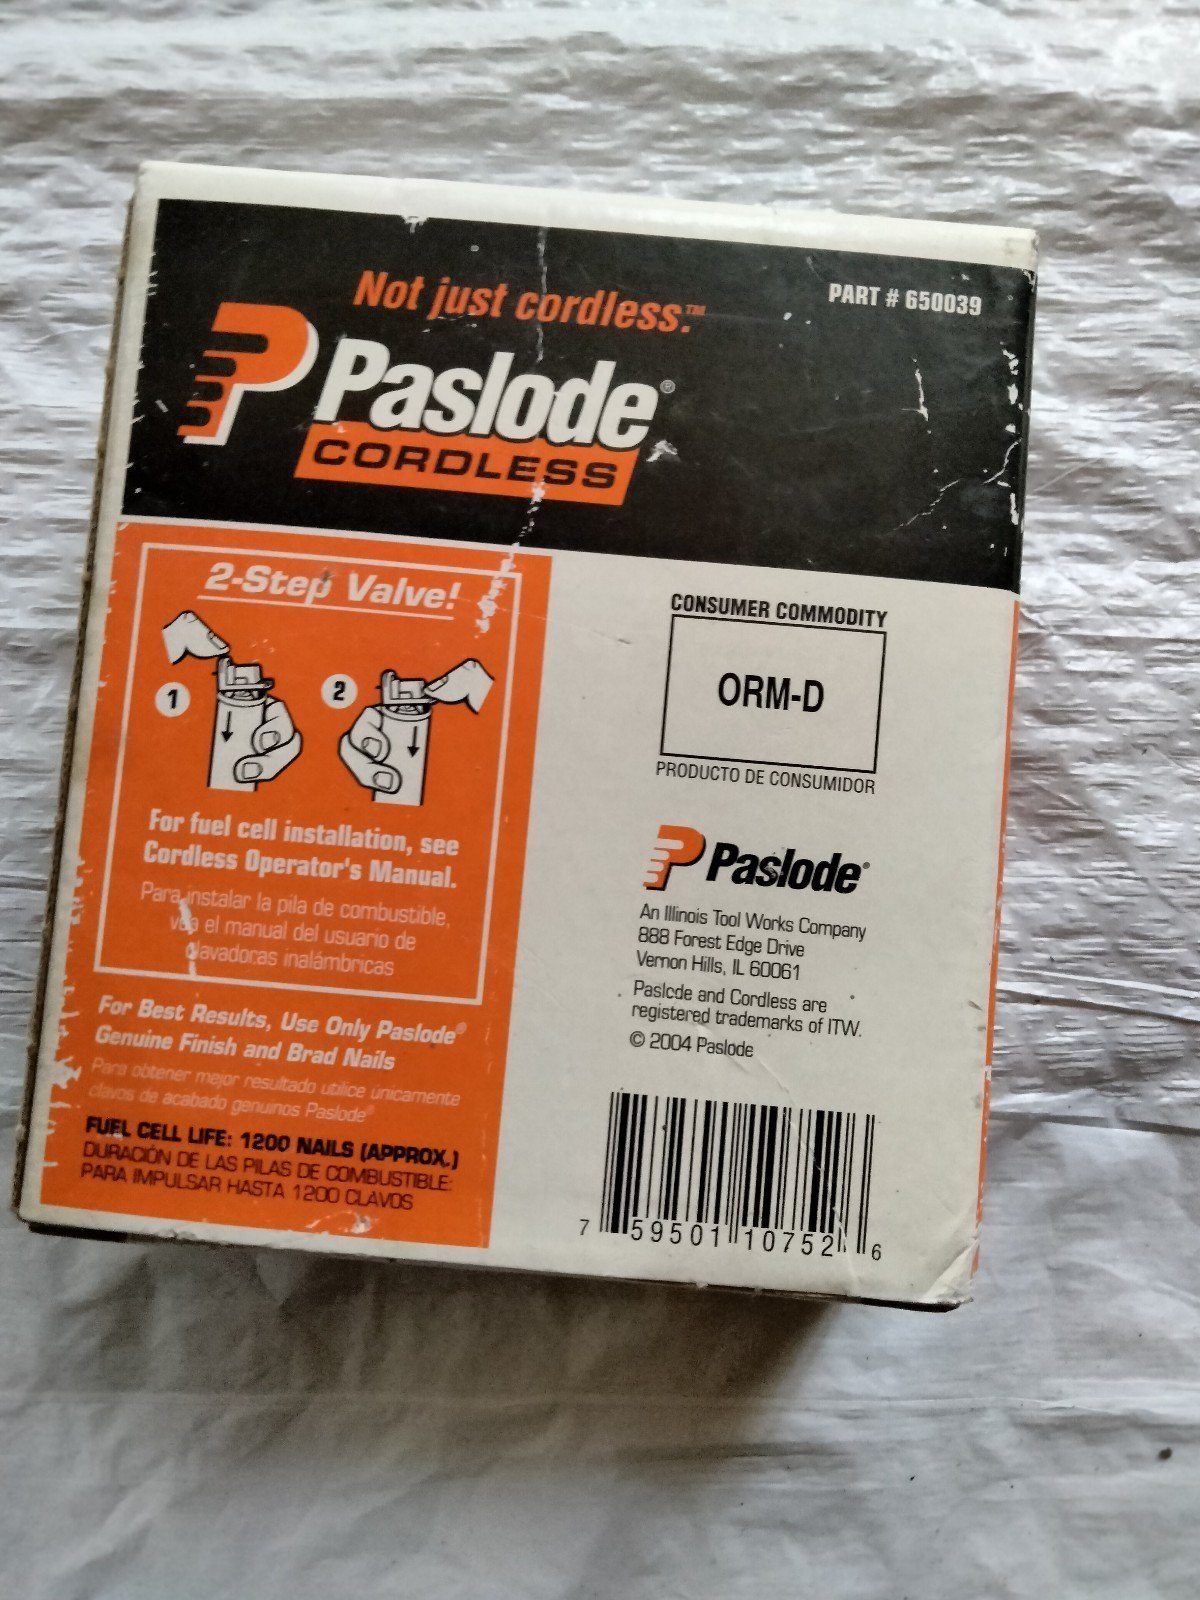 Not just cordless.™
PART # 650039
Paslode®
CORDLESS
2-Step Valve!
1
2
For fuel cell installation, see
Cordless Operator's Manual.
Para instalar la pila de combustible,
vea el manual del usuario de
clavadoras inalámbricas
For Best Results, Use Only Paslode®
Genuine Finish and Brad Nails
Para obtener mejor resultado utilice únicamente
clavos de acabado genuinos Paslode®
FUEL CELL LIFE: 1200 NAILS (APPROX.)
DURACIÓN DE LAS PILAS DE COMBUSTIBLE:
PARA IMPULSAR HASTA 1200 CLAVOS
CONSUMER COMMODITY
ORM-D
PRODUCTO DE CONSUMIDOR
Paslode®
An Illinois Tool Works Company
888 Forest Edge Drive
Vernon Hills, IL 60061
Paslode and Cordless are
registered trademarks of ITW.
© 2004 Paslode
7 59501 10752 6